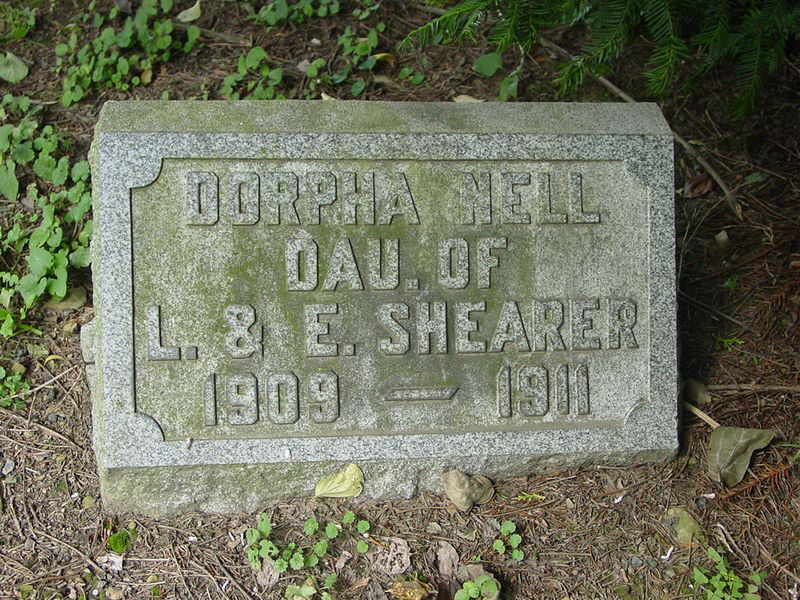 DORPHA NELL
DAU. OF
L. & E. SHEARER
1909 — 1911